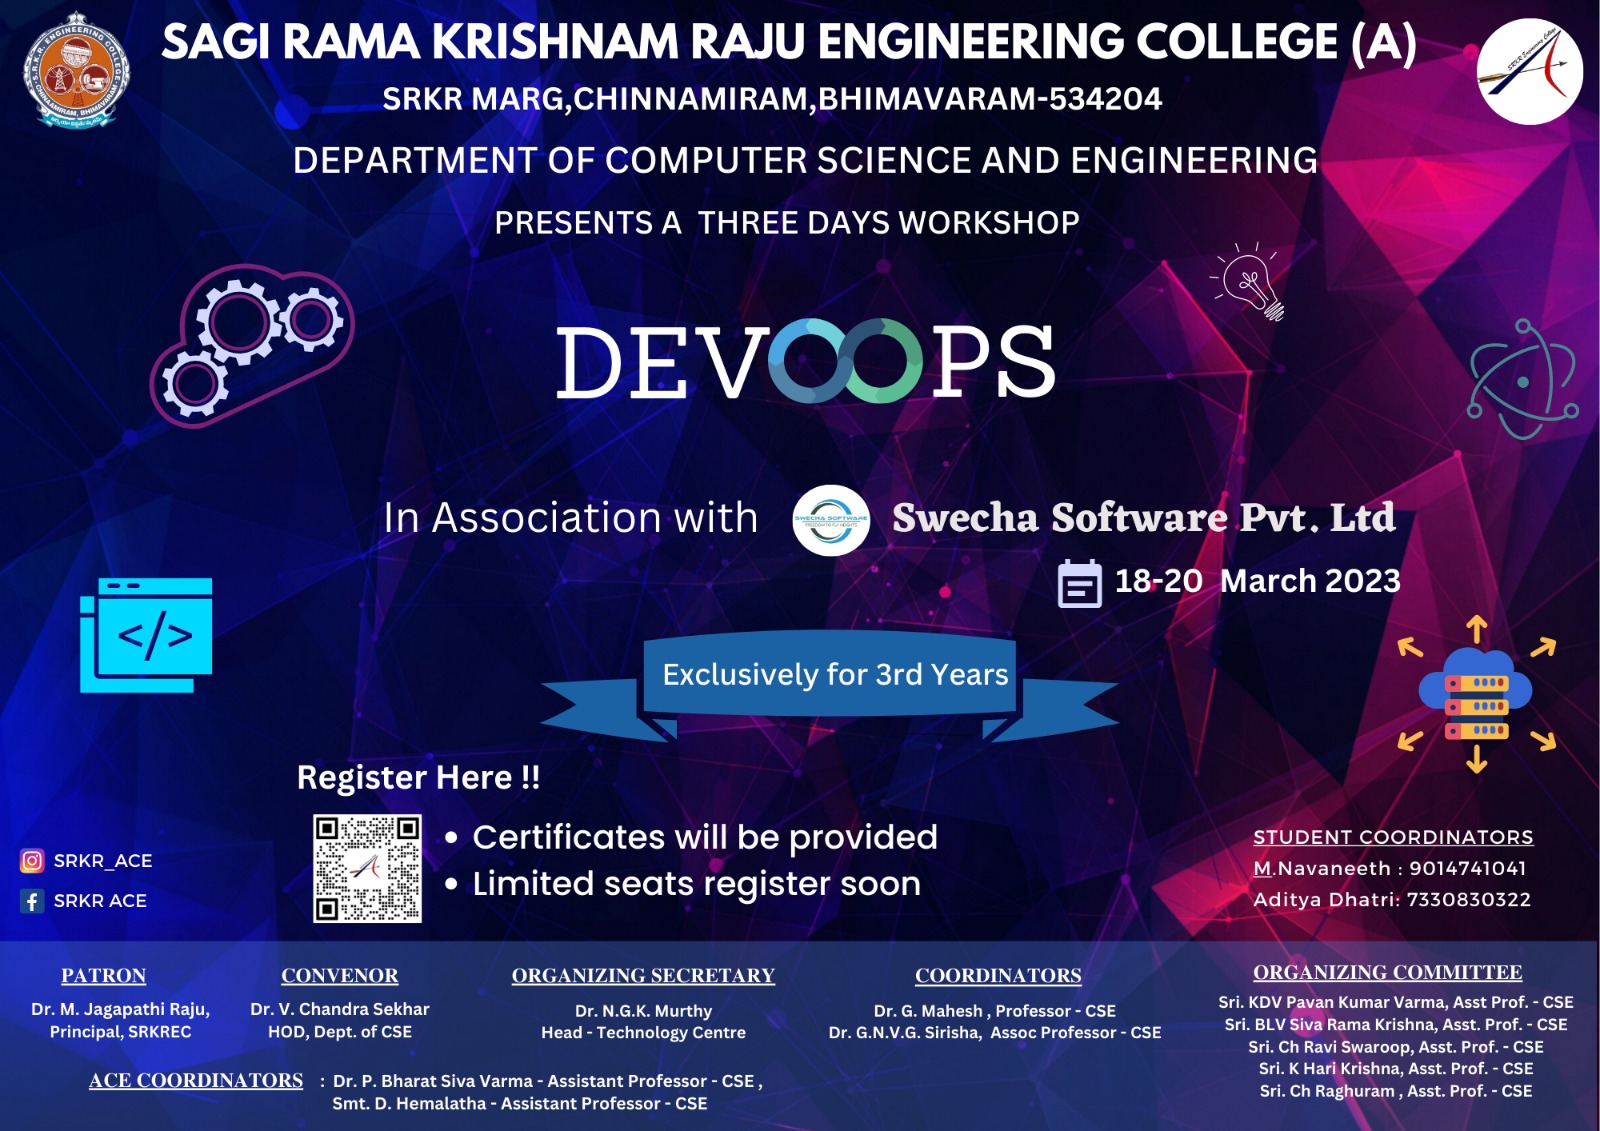 SAGI RAMA KRISHNAM RAJU ENGINEERING COLLEGE (A)
SRKR MARG,CHINNAMIRAM,BHIMAVARAM-534204
DEPARTMENT OF COMPUTER SCIENCE AND ENGINEERING
PRESENTS A THREE DAYS WORKSHOP
DEVOOPS
In Association with
SWECHA SOFTWARE
Swecha Software Pvt. Ltd
18-20 March 2023
</>
Exclusively for 3rd Years
Register Here !!
• Certificates will be provided
• Limited seats register soon
SRKR_ACE
SRKR ACE
STUDENT COORDINATORS
M.Navaneeth : 9014741041
Aditya Dhatri: 7330830322
PATRON
Dr. M. Jagapathi Raju,
Principal, SRKREC
CONVENOR
Dr. V. Chandra Sekhar
HOD, Dept. of CSE
ORGANIZING SECRETARY
Dr. N.G.K. Murthy
Head - Technology Centre
COORDINATORS
Dr. G. Mahesh , Professor - CSE
Dr. G.N.V.G. Sirisha, Assoc Professor - CSE
ORGANIZING COMMITTEE
Sri. KDV Pavan Kumar Varma, Asst Prof. - CSE
Sri. BLV Siva Rama Krishna, Asst. Prof. - CSE
Sri. Ch Ravi Swaroop, Asst. Prof. - CSE
Sri. K Hari Krishna, Asst. Prof. - CSE
Sri. Ch Raghuram , Asst. Prof. - CSE
ACE COORDINATORS : Dr. P. Bharat Siva Varma - Assistant Professor - CSE ,
Smt. D. Hemalatha - Assistant Professor - CSE